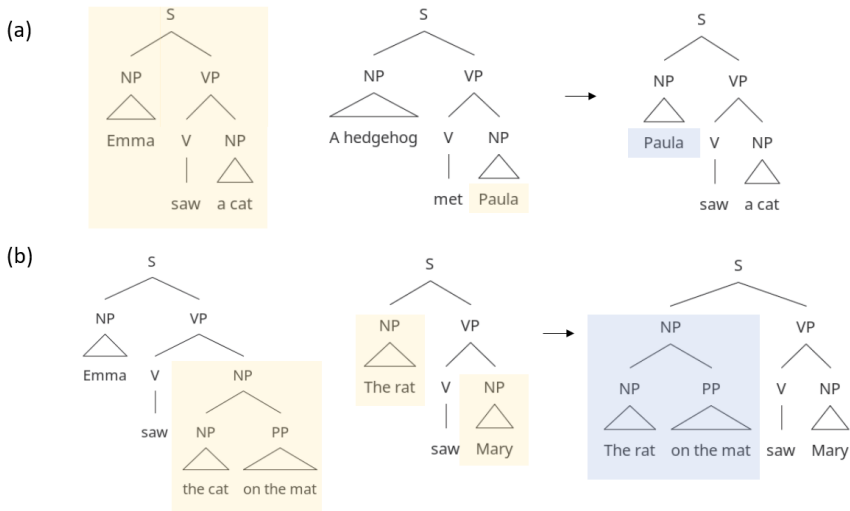 (a)
S S S
NP VP NP VP NP VP
Emma V NP A hedgehog V NP Paula V NP
saw a cat met Paula saw a cat
(b)
S S S
NP VP NP VP NP VP
Emma V NP The rat V NP NP PP V NP
saw NP PP saw Mary The rat on the mat saw Mary
the cat on the mat